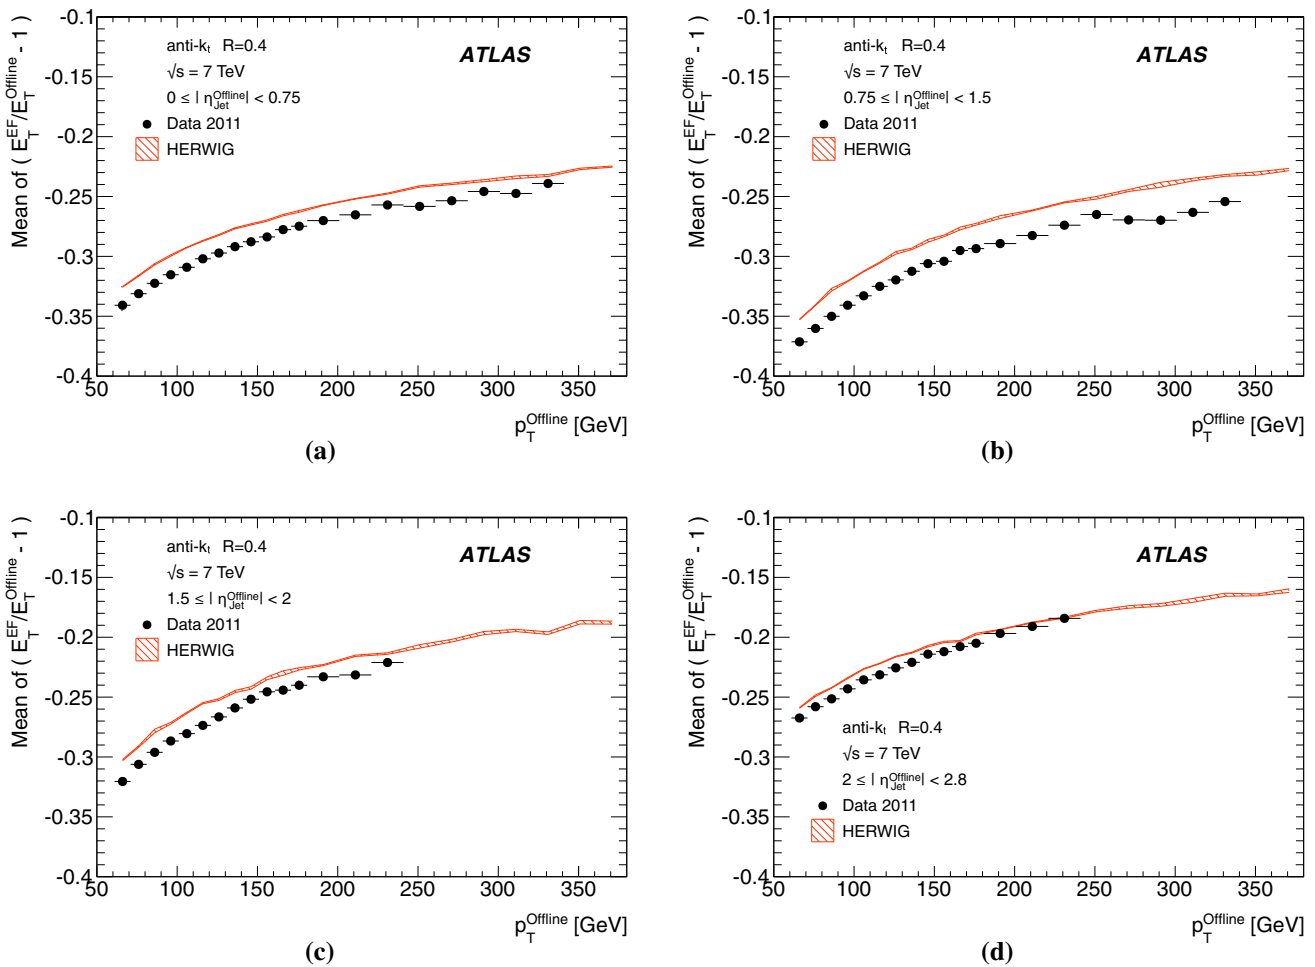 Mean of ( E_T^EF/E_T^Offline - 1 )
-0.1
-0.15
-0.2
-0.25
-0.3
-0.35
-0.4
anti-k_t R=0.4
√s = 7 TeV
0 ≤ | η_Jet^Offline | < 0.75
Data 2011
HERWIG
ATLAS
50 100 150 200 250 300 350
p_T^Offline [GeV]
(a)
Mean of ( E_T^EF/E_T^Offline - 1 )
-0.1
-0.15
-0.2
-0.25
-0.3
-0.35
-0.4
anti-k_t R=0.4
√s = 7 TeV
0.75 ≤ | η_Jet^Offline | < 1.5
Data 2011
HERWIG
ATLAS
50 100 150 200 250 300 350
p_T^Offline [GeV]
(b)
Mean of ( E_T^EF/E_T^Offline - 1 )
-0.1
-0.15
-0.2
-0.25
-0.3
-0.35
-0.4
anti-k_t R=0.4
√s = 7 TeV
1.5 ≤ | η_Jet^Offline | < 2
Data 2011
HERWIG
ATLAS
50 100 150 200 250 300 350
p_T^Offline [GeV]
(c)
Mean of ( E_T^EF/E_T^Offline - 1 )
-0.1
-0.15
-0.2
-0.25
-0.3
-0.35
-0.4
ATLAS
anti-k_t R=0.4
√s = 7 TeV
2 ≤ | η_Jet^Offline | < 2.8
Data 2011
HERWIG
50 100 150 200 250 300 350
p_T^Offline [GeV]
(d)